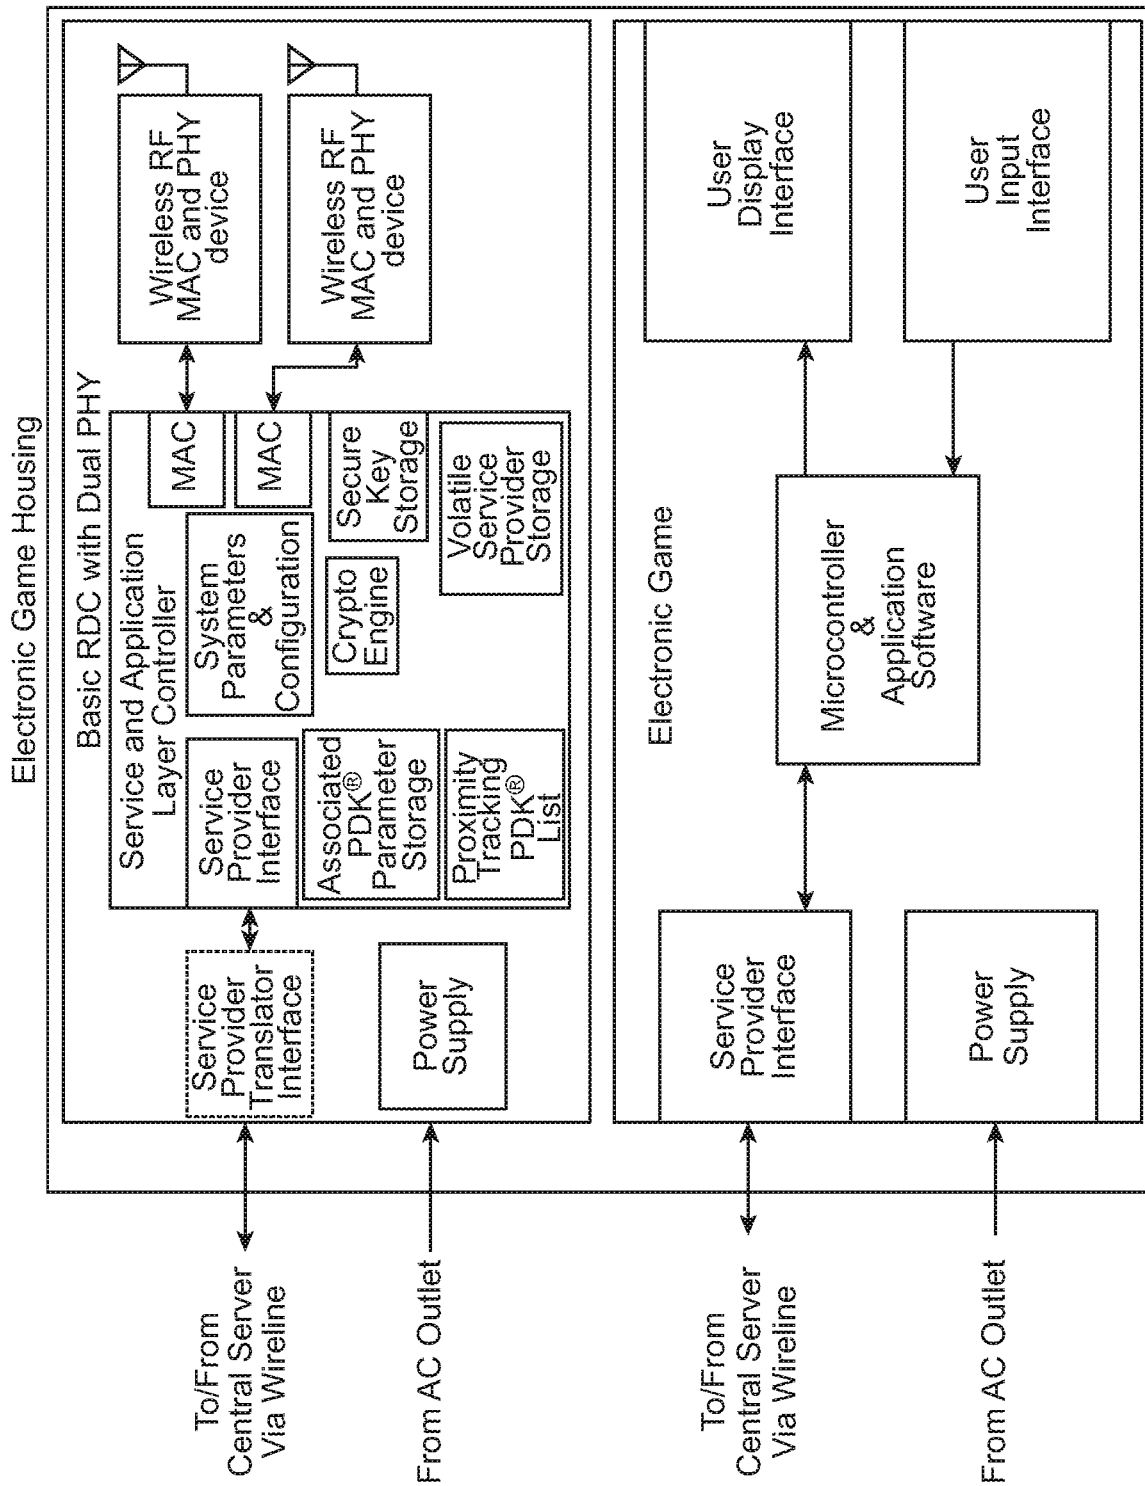 Electronic Game Housing
Basic RDC with Dual PHY
Service and Application
Layer Controller
Service
Provider
Translator
Interface
Service
Provider
Interface
System
Parameters
&
Configuration
MAC
MAC
Wireless RF
MAC and PHY
device
Wireless RF
MAC and PHY
device
Power
Supply
Associated
PDK®
Parameter
Storage
Crypto
Engine
Secure
Key
Storage
Proximity
Tracking
PDK®
List
Volatile
Service
Provider
Storage
To/From
Central Server
Via Wireline
From AC Outlet
Electronic Game
Service
Provider
Interface
Microcontroller
&
Application
Software
User
Display
Interface
Power
Supply
User
Input
Interface
To/From
Central Server
Via Wireline
From AC Outlet